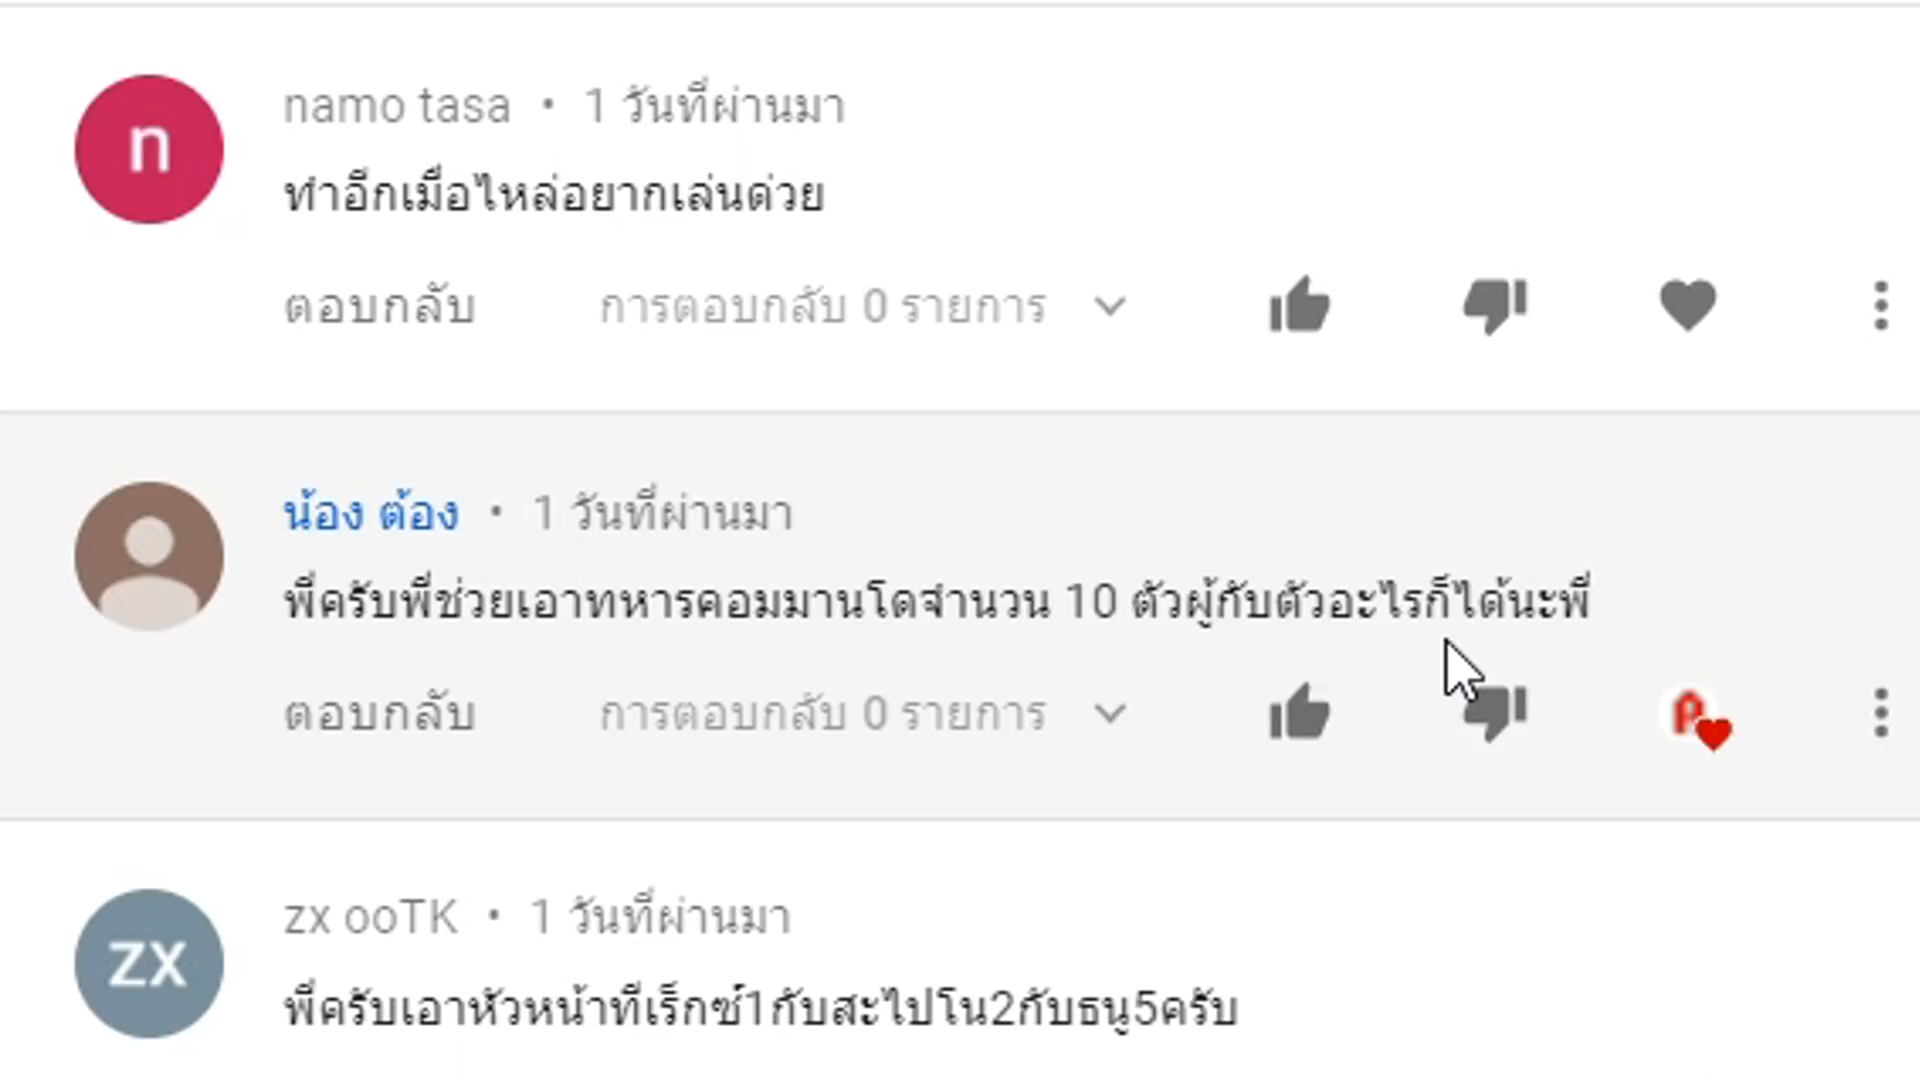 n
namo tasa • 1 วันที่ผ่านมา
ทำอีกเมื่อไหล่อยากเล่นด่วย
ตอบกลับ การตอบกลับ 0 รายการ
น้อง ต้อง • 1 วันที่ผ่านมา
พี่ครับพี่ช่วยเอาทหารคอมมานโดจำนวน 10 ตัวผู้กับตัวอะไรก็ได้นะพี่
ตอบกลับ การตอบกลับ 0 รายการ
zx
zx ooTK • 1 วันที่ผ่านมา
พี่ครับเอาหัวหน้าทีเร็กซ์1กับสะไปโน2กับธนู5ครับ